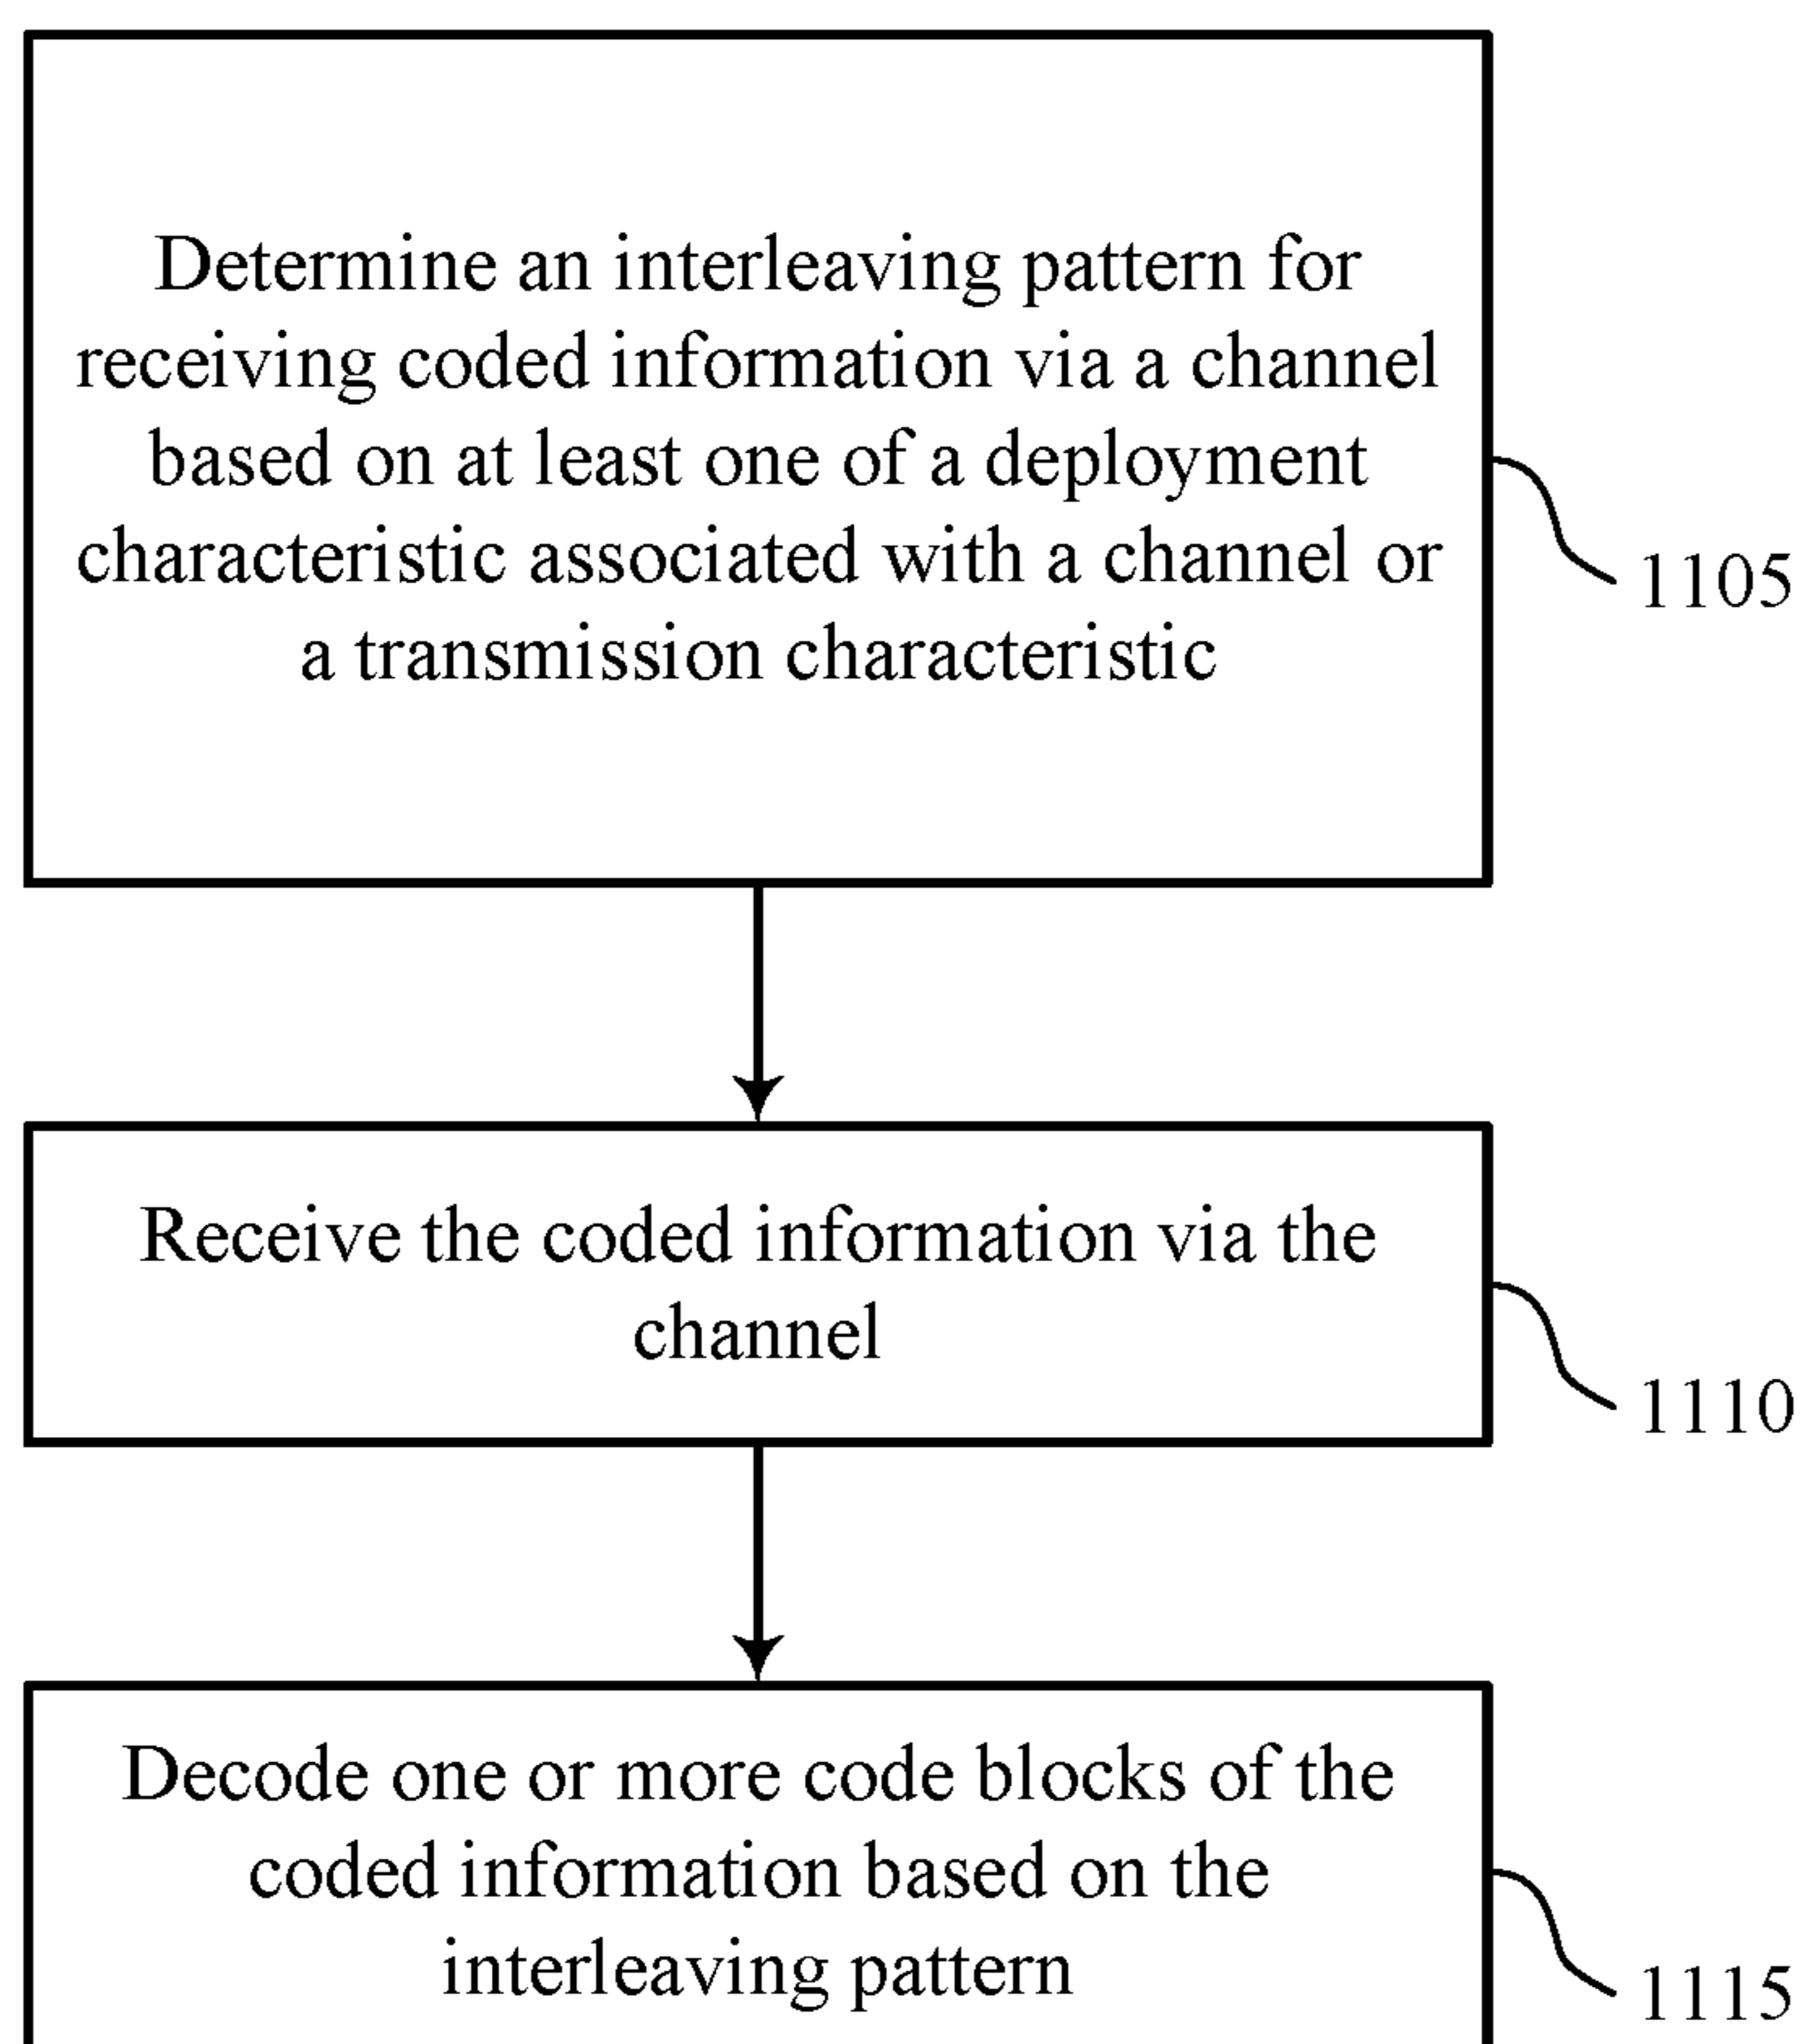 Determine an interleaving pattern for
receiving coded information via a channel
based on at least one of a deployment
characteristic associated with a channel or
a transmission characteristic
1105
Receive the coded information via the
channel
1110
Decode one or more code blocks of the
coded information based on the
interleaving pattern
1115